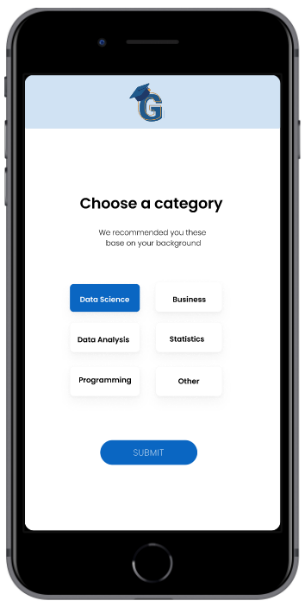 G
Choose a category
We recommended you these
base on your background
Data Science
Business
Data Analysis
Statistics
Programming
Other
SUBMIT